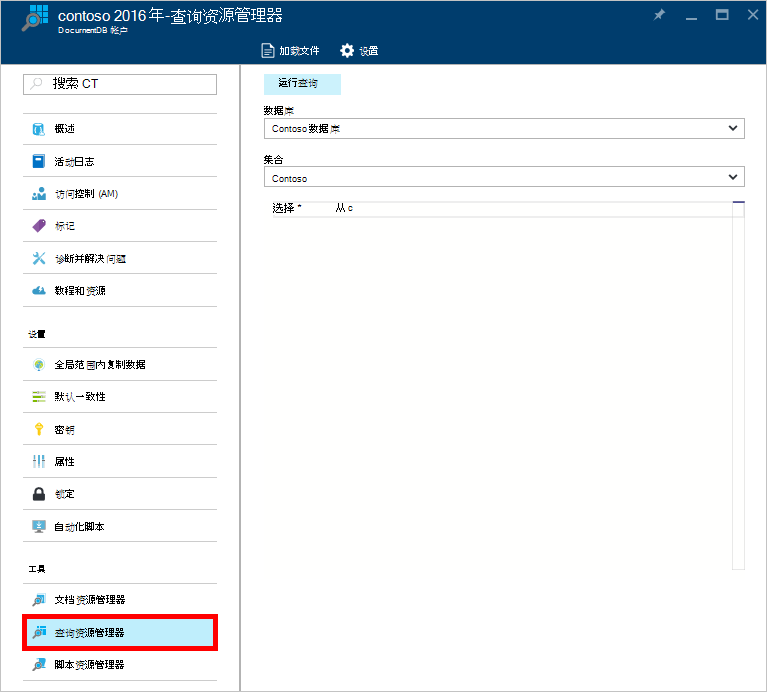 contoso 2016 年-查询资源管理器
DocumentDB 帐户
加载文件
设置
搜索 CT
概述
活动日志
访问控制 (AM)
标记
诊断并解决问题
教程和资源
设置
全局范围内复制数据
默认一致性
密钥
属性
锁定
自动化脚本
工具
文档资源管理器
查询资源管理器
脚本资源管理器
运行查询
数据库
Contoso 数据库
集合
Contoso
选择 * 从 c